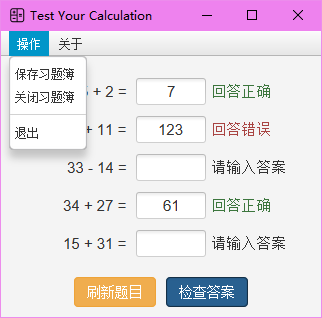 Test Your Calculation
操作 关于
保存习题簿
关闭习题簿
退出
+ 2 = 7 回答正确
+ 11 = 123 回答错误
33 - 14 = 请输入答案
34 + 27 = 61 回答正确
15 + 31 = 请输入答案
刷新题目 检查答案